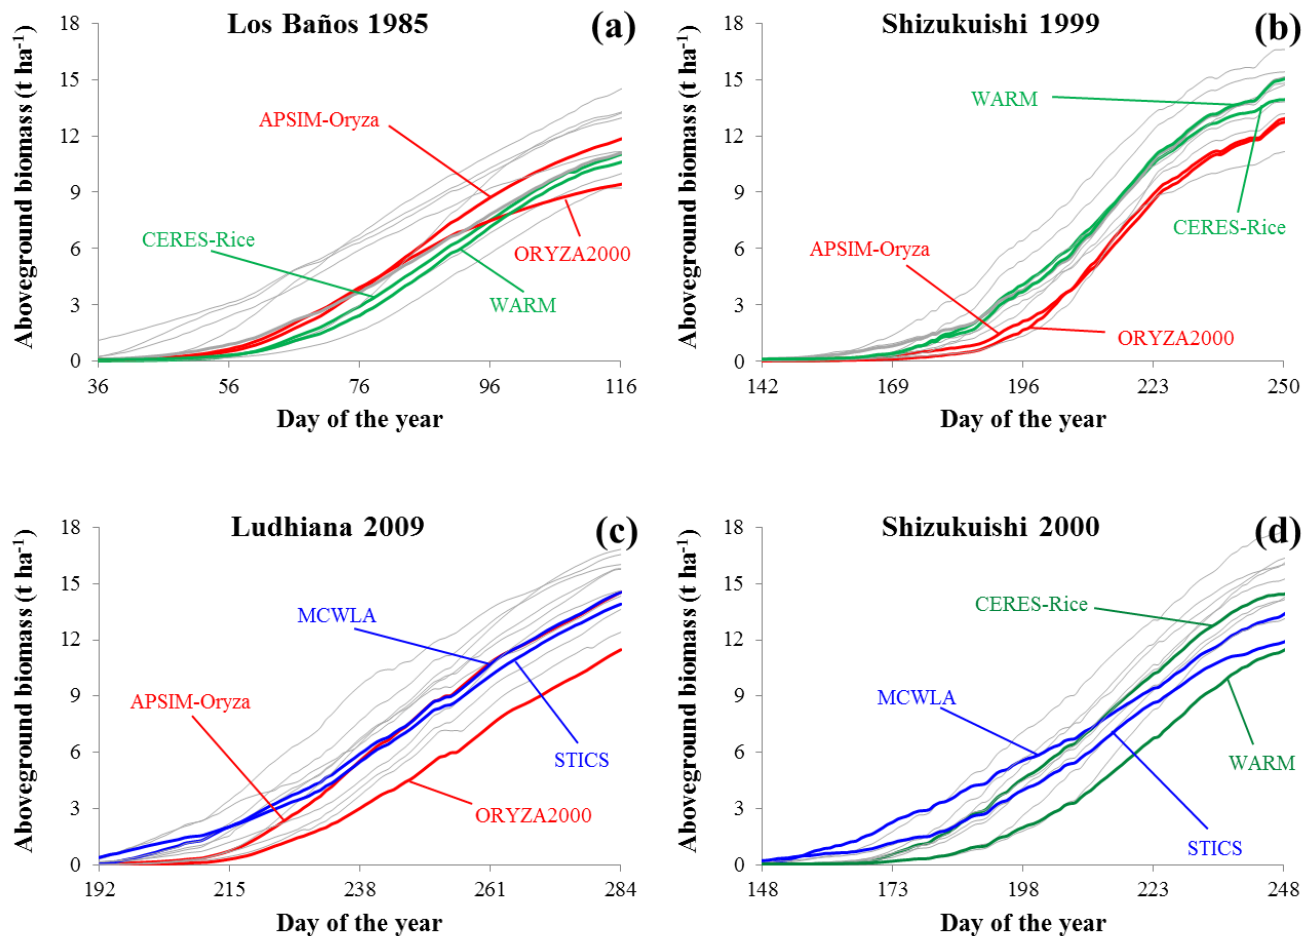 Los Baños 1985
(a)
Aboveground biomass (t ha-1)
18
15
12
9
6
3
0
APSIM-Oryza
CERES-Rice
ORYZA2000
WARM
36
56
76
96
116
Day of the year
Shizukuishi 1999
(b)
Aboveground biomass (t ha-1)
18
15
12
9
6
3
0
WARM
CERES-Rice
APSIM-Oryza
ORYZA2000
142
169
196
223
250
Day of the year
Ludhiana 2009
(c)
Aboveground biomass (t ha-1)
18
15
12
9
6
3
0
MCWLA
APSIM-Oryza
STICS
ORYZA2000
192
215
238
261
284
Day of the year
Shizukuishi 2000
(d)
Aboveground biomass (t ha-1)
18
15
12
9
6
3
0
CERES-Rice
MCWLA
WARM
STICS
148
173
198
223
248
Day of the year